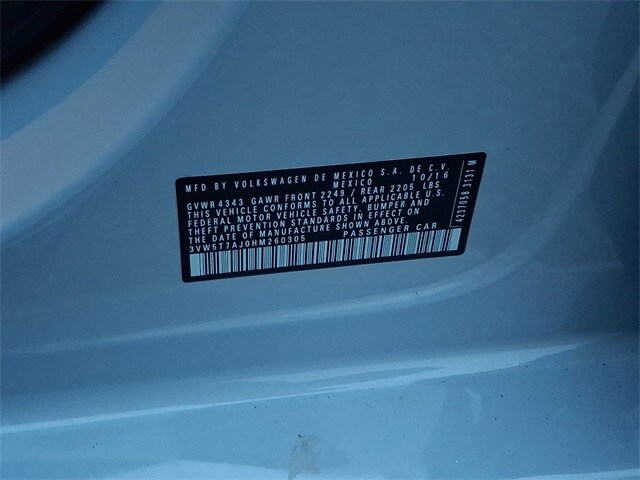 MFD BY VOLKSWAGEN DE MEXICO S.A. DE C.V.
MEXICO 10/16
GVWR 4343 GAWR FRONT 2249 / REAR 2205 LBS
THIS VEHICLE CONFORMS TO ALL APPLICABLE U.S.
FEDERAL MOTOR VEHICLE SAFETY, BUMPER AND
THEFT PREVENTION STANDARDS IN EFFECT ON
THE DATE OF MANUFACTURE SHOWN ABOVE.
3VW5T7AJ0HM260305 PASSENGER CAR
4237058 3131 M